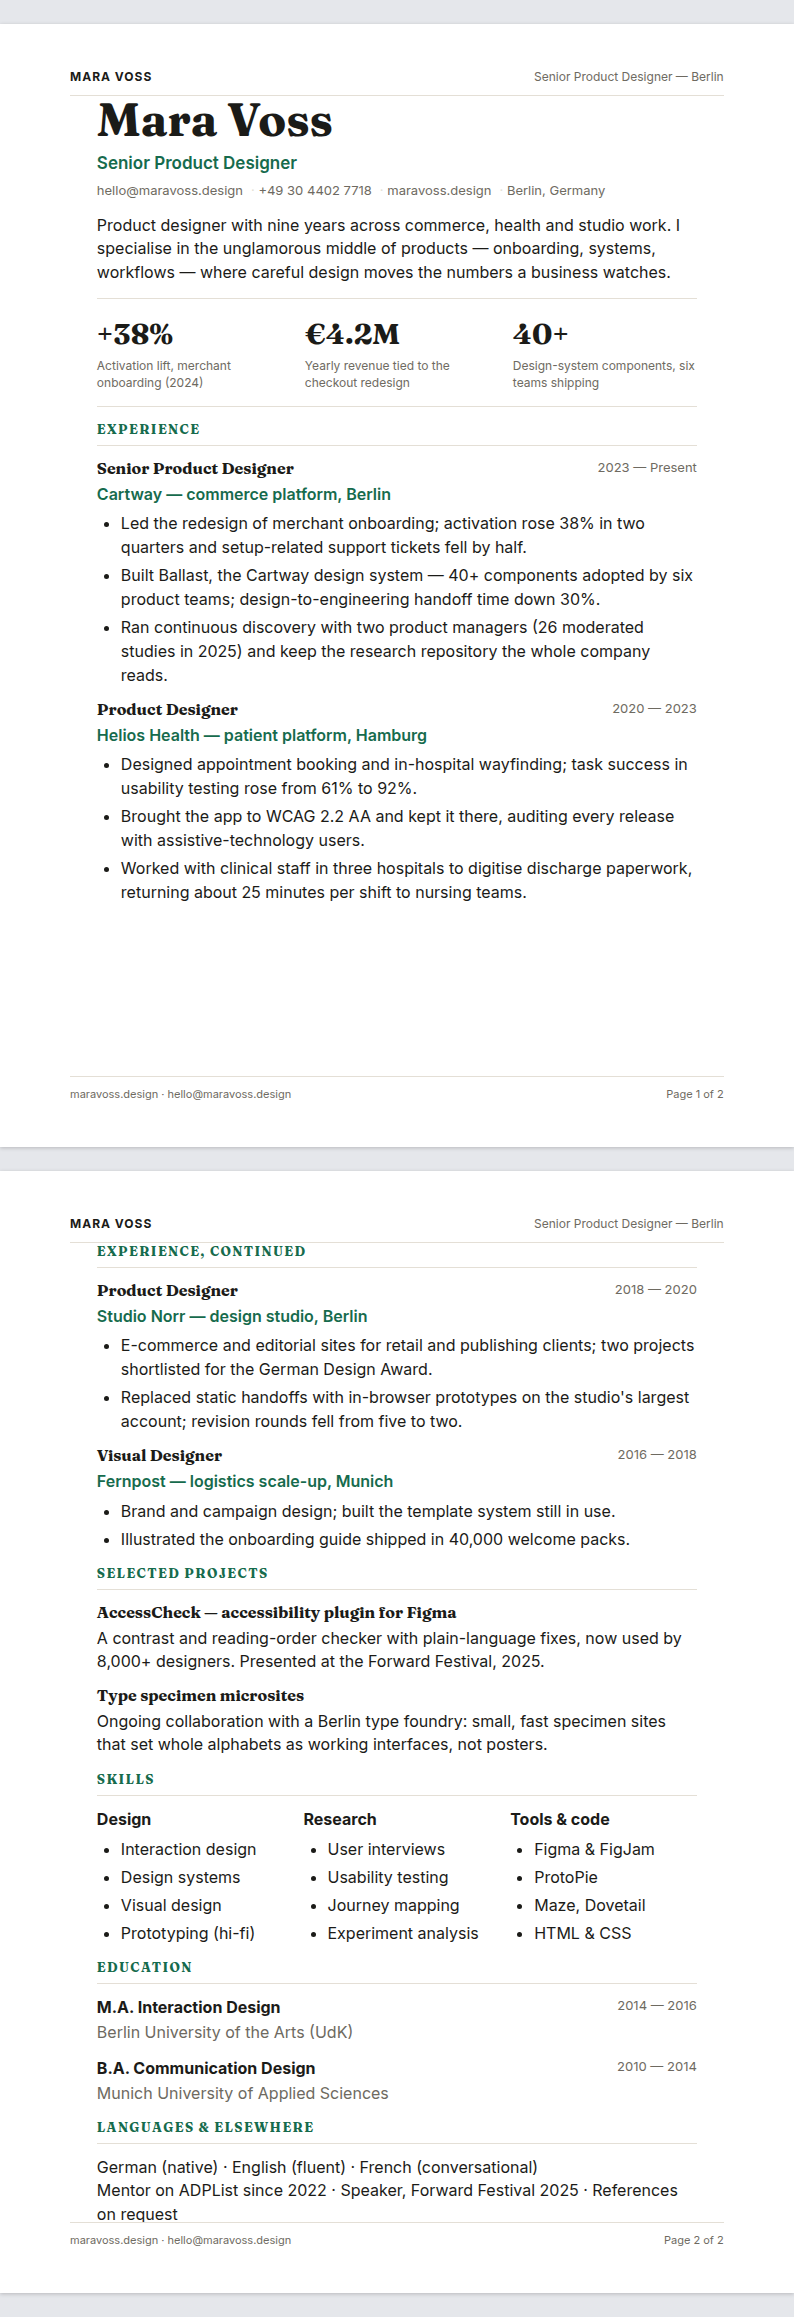 MARA VOSS
Senior Product Designer — Berlin
Mara Voss
Senior Product Designer
hello@maravoss.design · +49 30 4402 7718 · maravoss.design · Berlin, Germany
Product designer with nine years across commerce, health and studio work. I
specialise in the unglamorous middle of products — onboarding, systems,
workflows — where careful design moves the numbers a business watches.
+38%
Activation lift, merchant
onboarding (2024)
€4.2M
Yearly revenue tied to the
checkout redesign
40+
Design-system components, six
teams shipping
EXPERIENCE
Senior Product Designer
2023 — Present
Cartway — commerce platform, Berlin
• Led the redesign of merchant onboarding; activation rose 38% in two
quarters and setup-related support tickets fell by half.
• Built Ballast, the Cartway design system — 40+ components adopted by six
product teams; design-to-engineering handoff time down 30%.
• Ran continuous discovery with two product managers (26 moderated
studies in 2025) and keep the research repository the whole company
reads.
Product Designer
2020 — 2023
Helios Health — patient platform, Hamburg
• Designed appointment booking and in-hospital wayfinding; task success in
usability testing rose from 61% to 92%.
• Brought the app to WCAG 2.2 AA and kept it there, auditing every release
with assistive-technology users.
• Worked with clinical staff in three hospitals to digitise discharge paperwork,
returning about 25 minutes per shift to nursing teams.
maravoss.design · hello@maravoss.design
Page 1 of 2
MARA VOSS
Senior Product Designer — Berlin
EXPERIENCE, CONTINUED
Product Designer
2018 — 2020
Studio Norr — design studio, Berlin
• E-commerce and editorial sites for retail and publishing clients; two projects
shortlisted for the German Design Award.
• Replaced static handoffs with in-browser prototypes on the studio's largest
account; revision rounds fell from five to two.
Visual Designer
2016 — 2018
Fernpost — logistics scale-up, Munich
• Brand and campaign design; built the template system still in use.
• Illustrated the onboarding guide shipped in 40,000 welcome packs.
SELECTED PROJECTS
AccessCheck — accessibility plugin for Figma
A contrast and reading-order checker with plain-language fixes, now used by
8,000+ designers. Presented at the Forward Festival, 2025.
Type specimen microsites
Ongoing collaboration with a Berlin type foundry: small, fast specimen sites
that set whole alphabets as working interfaces, not posters.
SKILLS
Design
• Interaction design
• Design systems
• Visual design
• Prototyping (hi-fi)
Research
• User interviews
• Usability testing
• Journey mapping
• Experiment analysis
Tools & code
• Figma & FigJam
• ProtoPie
• Maze, Dovetail
• HTML & CSS
EDUCATION
M.A. Interaction Design
2014 — 2016
Berlin University of the Arts (UdK)
B.A. Communication Design
2010 — 2014
Munich University of Applied Sciences
LANGUAGES & ELSEWHERE
German (native) · English (fluent) · French (conversational)
Mentor on ADPList since 2022 · Speaker, Forward Festival 2025 · References
on request
maravoss.design · hello@maravoss.design
Page 2 of 2